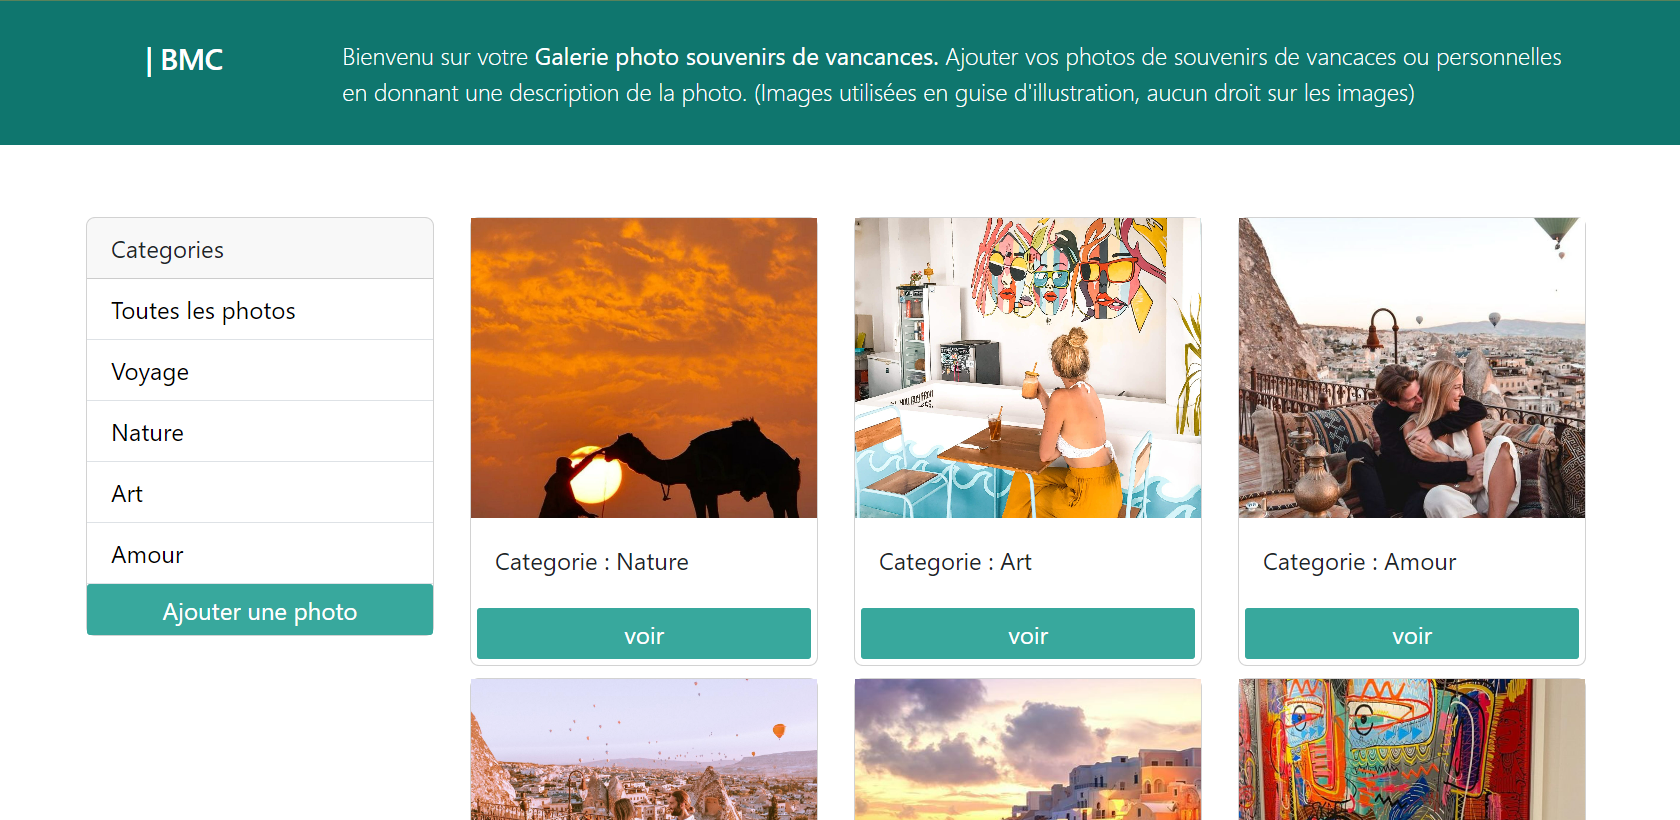 | BMC
Bienvenu sur votre Galerie photo souvenirs de vancances. Ajouter vos photos de souvenirs de vancaces ou personnelles
en donnant une description de la photo. (Images utilisées en guise d'illustration, aucun droit sur les images)
Categories
Toutes les photos
Voyage
Nature
Art
Amour
Ajouter une photo
Categorie : Nature
voir
Categorie : Art
voir
Categorie : Amour
voir